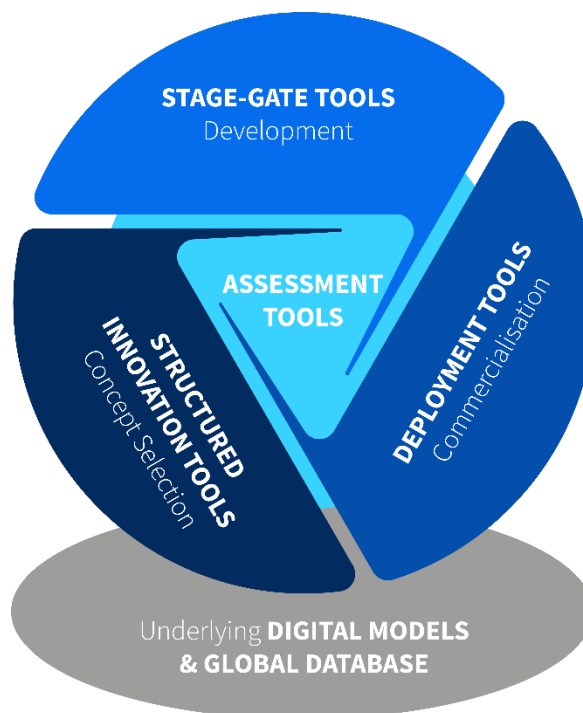 STAGE-GATE TOOLS
Development
ASSESSMENT
TOOLS
DEPLOYMENT TOOLS
Commercialisation
STRUCTURED
INNOVATION TOOLS
Concept Selection
Underlying DIGITAL MODELS
& GLOBAL DATABASE